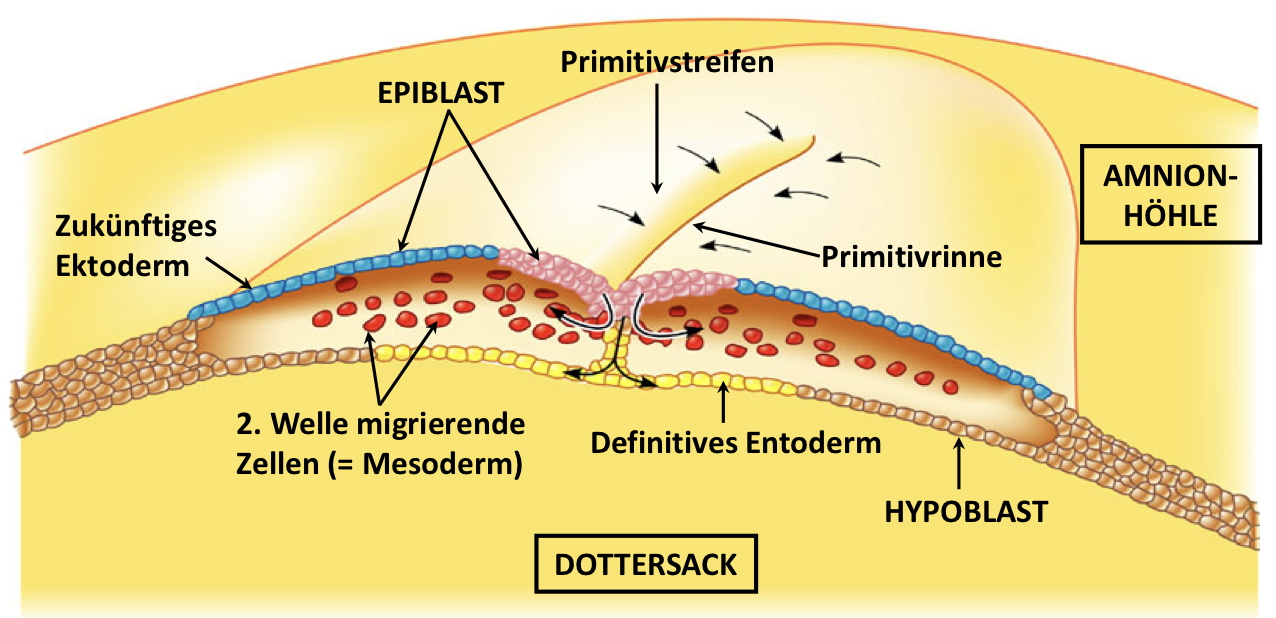 Primitivstreifen
EPIBLAST
AMNION-
HÖHLE
Zukünftiges
Ektoderm
Primitivrinne
2. Welle migrierende
Zellen (= Mesoderm)
Definitives Entoderm
HYPOBLAST
DOTTERSACK